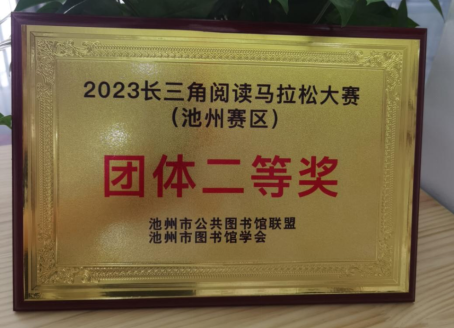 2023长三角阅读马拉松大赛
（池州赛区）
团体二等奖
池州市公共图书馆联盟
池州市图书馆学会